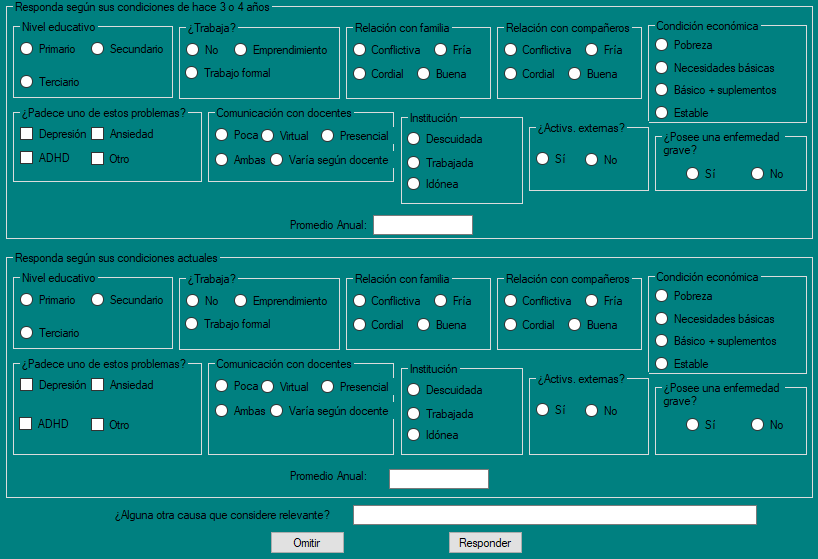 Responda según sus condiciones de hace 3 o 4 años
Nivel educativo
Primario Secundario
Terciario
¿Trabaja?
No Emprendimiento
Trabajo formal
Relación con familia
Conflictiva Fría
Cordial Buena
Relación con compañeros
Conflictiva Fría
Cordial Buena
Condición económica
Pobreza
Necesidades básicas
Básico + suplementos
Estable
¿Padece uno de estos problemas?
Depresión Ansiedad
ADHD Otro
Comunicación con docentes
Poca Virtual Presencial
Ambas Varía según docente
Institución
Descuidada
Trabajada
Idónea
¿Activs. externas?
Sí No
¿Posee una enfermedad
grave?
Sí No
Promedio Anual:
Responda según sus condiciones actuales
Nivel educativo
Primario Secundario
Terciario
¿Trabaja?
No Emprendimiento
Trabajo formal
Relación con familia
Conflictiva Fría
Cordial Buena
Relación con compañeros
Conflictiva Fría
Cordial Buena
Condición económica
Pobreza
Necesidades básicas
Básico + suplementos
Estable
¿Padece uno de estos problemas?
Depresión Ansiedad
ADHD Otro
Comunicación con docentes
Poca Virtual Presencial
Ambas Varía según docente
Institución
Descuidada
Trabajada
Idónea
¿Activs. externas?
Sí No
¿Posee una enfermedad
grave?
Sí No
Promedio Anual:
¿Alguna otra causa que considere relevante?
Omitir Responder